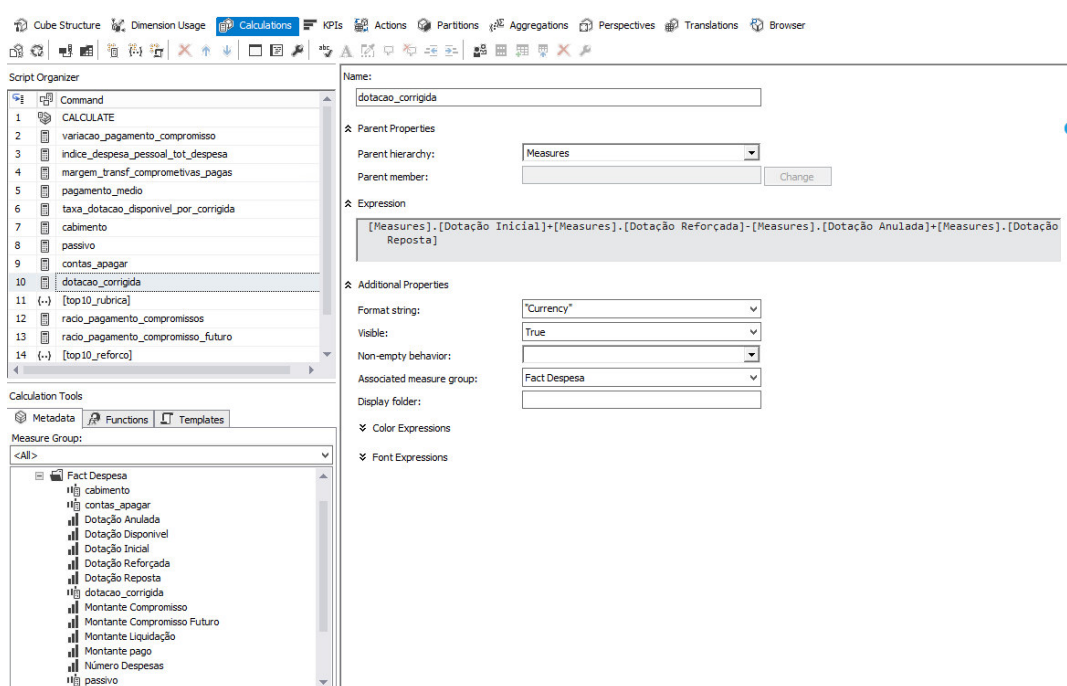 Cube Structure Dimension Usage Calculations KPIs Actions Partitions Aggregations Perspectives Translations Browser
Script Organizer
Command
1 CALCULATE
2 variacao_pagamento_compromisso
3 indice_despesa_pessoal_tot_despesa
4 margem_transf_comprometivas_pagas
5 pagamento_medio
6 taxa_dotacao_disponivel_por_corrigida
7 cabimento
8 passivo
9 contas_apagar
10 dotacao_corrigida
11 {..} [top10_rubrica]
12 racio_pagamento_compromissos
13 racio_pagamento_compromisso_futuro
14 {..} [top10_reforco]
Calculation Tools
Metadata Functions Templates
Measure Group:
<All>
Fact Despesa
cabimento
contas_apagar
Dotação Anulada
Dotação Disponivel
Dotação Inicial
Dotação Reforçada
Dotação Reposta
dotacao_corrigida
Montante Compromisso
Montante Compromisso Futuro
Montante Liquidação
Montante pago
Número Despesas
passivo
Name:
dotacao_corrigida
Parent Properties
Parent hierarchy: Measures
Parent member: Change
Expression
[Measures].[Dotação Inicial]+[Measures].[Dotação Reforçada]-[Measures].[Dotação Anulada]+[Measures].[Dotação
Reposta]
Additional Properties
Format string: "Currency"
Visible: True
Non-empty behavior:
Associated measure group: Fact Despesa
Display folder:
Color Expressions
Font Expressions